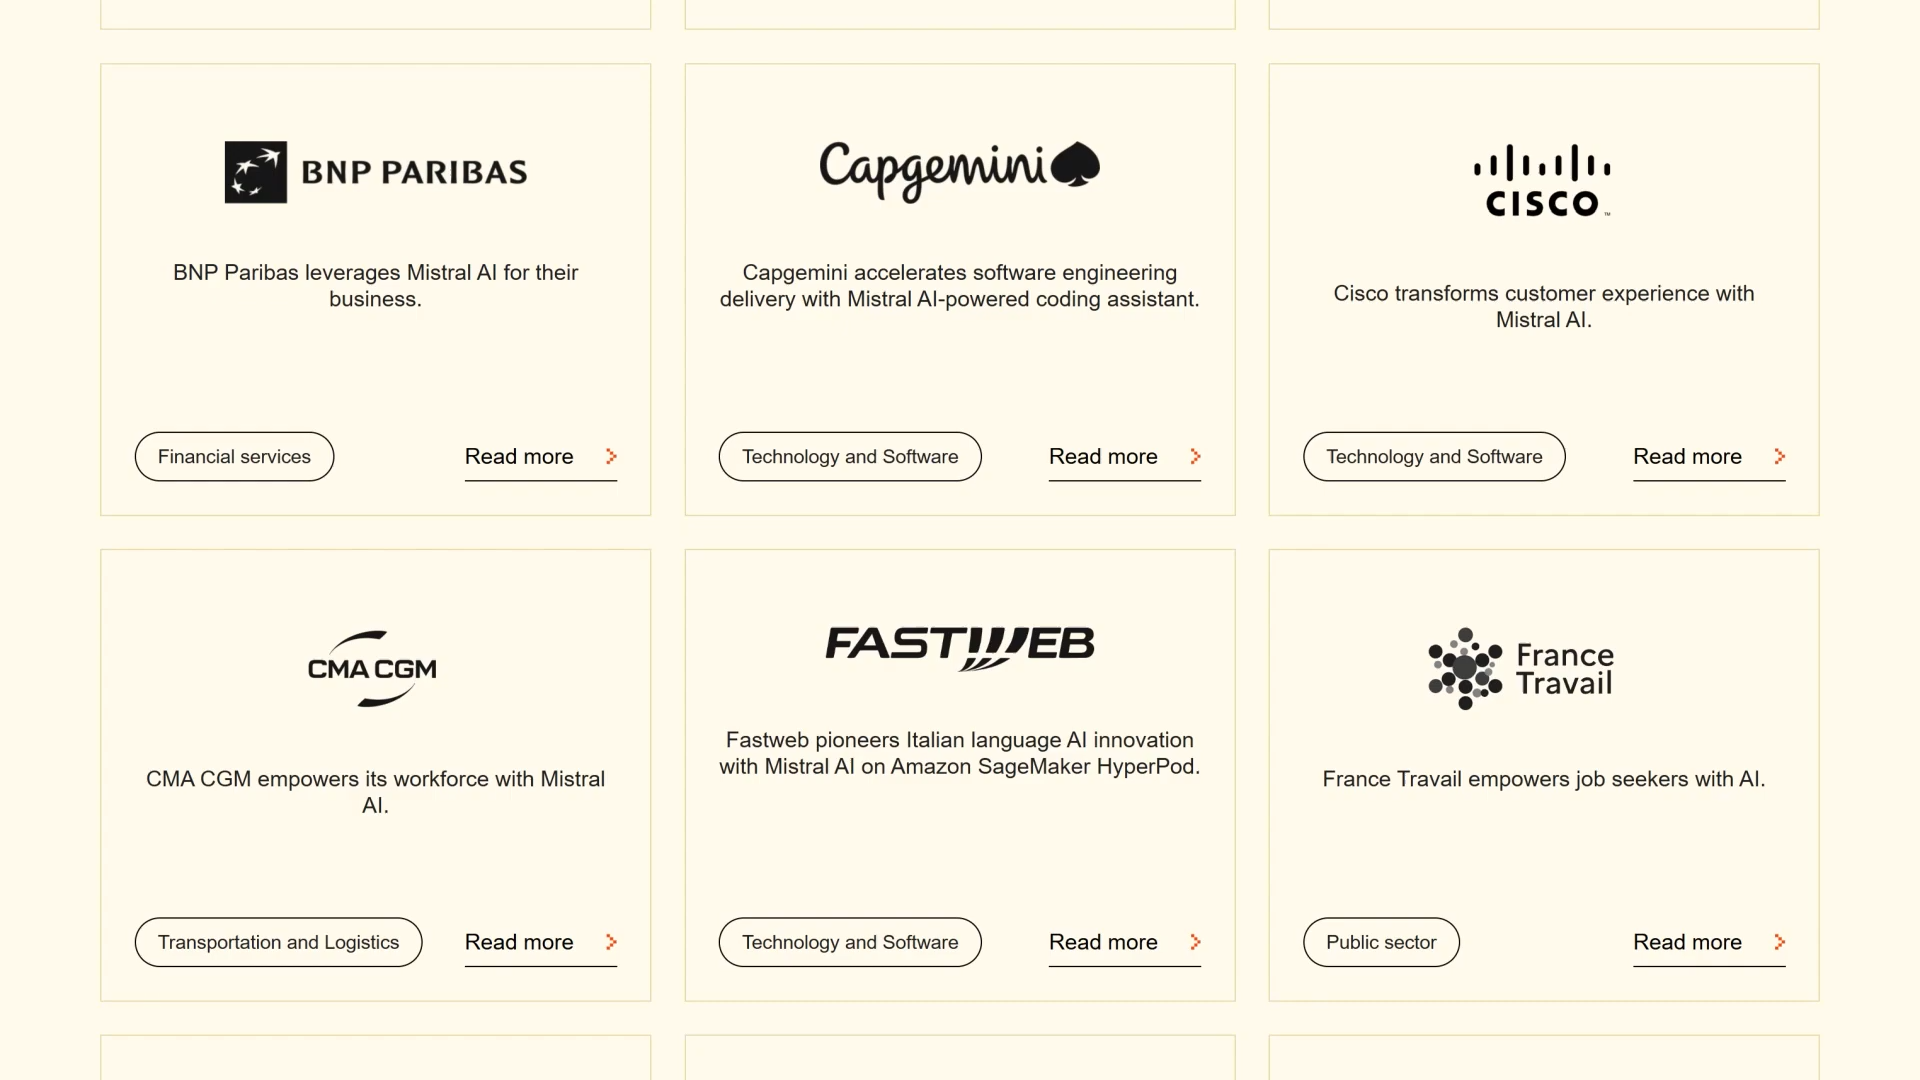 BNP PARIBAS
BNP Paribas leverages Mistral AI for their
business.
Financial services
Read more
Capgemini
Capgemini accelerates software engineering
delivery with Mistral AI-powered coding assistant.
Technology and Software
Read more
CISCO™
Cisco transforms customer experience with
Mistral AI.
Technology and Software
Read more
CMA CGM
CMA CGM empowers its workforce with Mistral
AI.
Transportation and Logistics
Read more
FASTWEB
Fastweb pioneers Italian language AI innovation
with Mistral AI on Amazon SageMaker HyperPod.
Technology and Software
Read more
France
Travail
France Travail empowers job seekers with AI.
Public sector
Read more